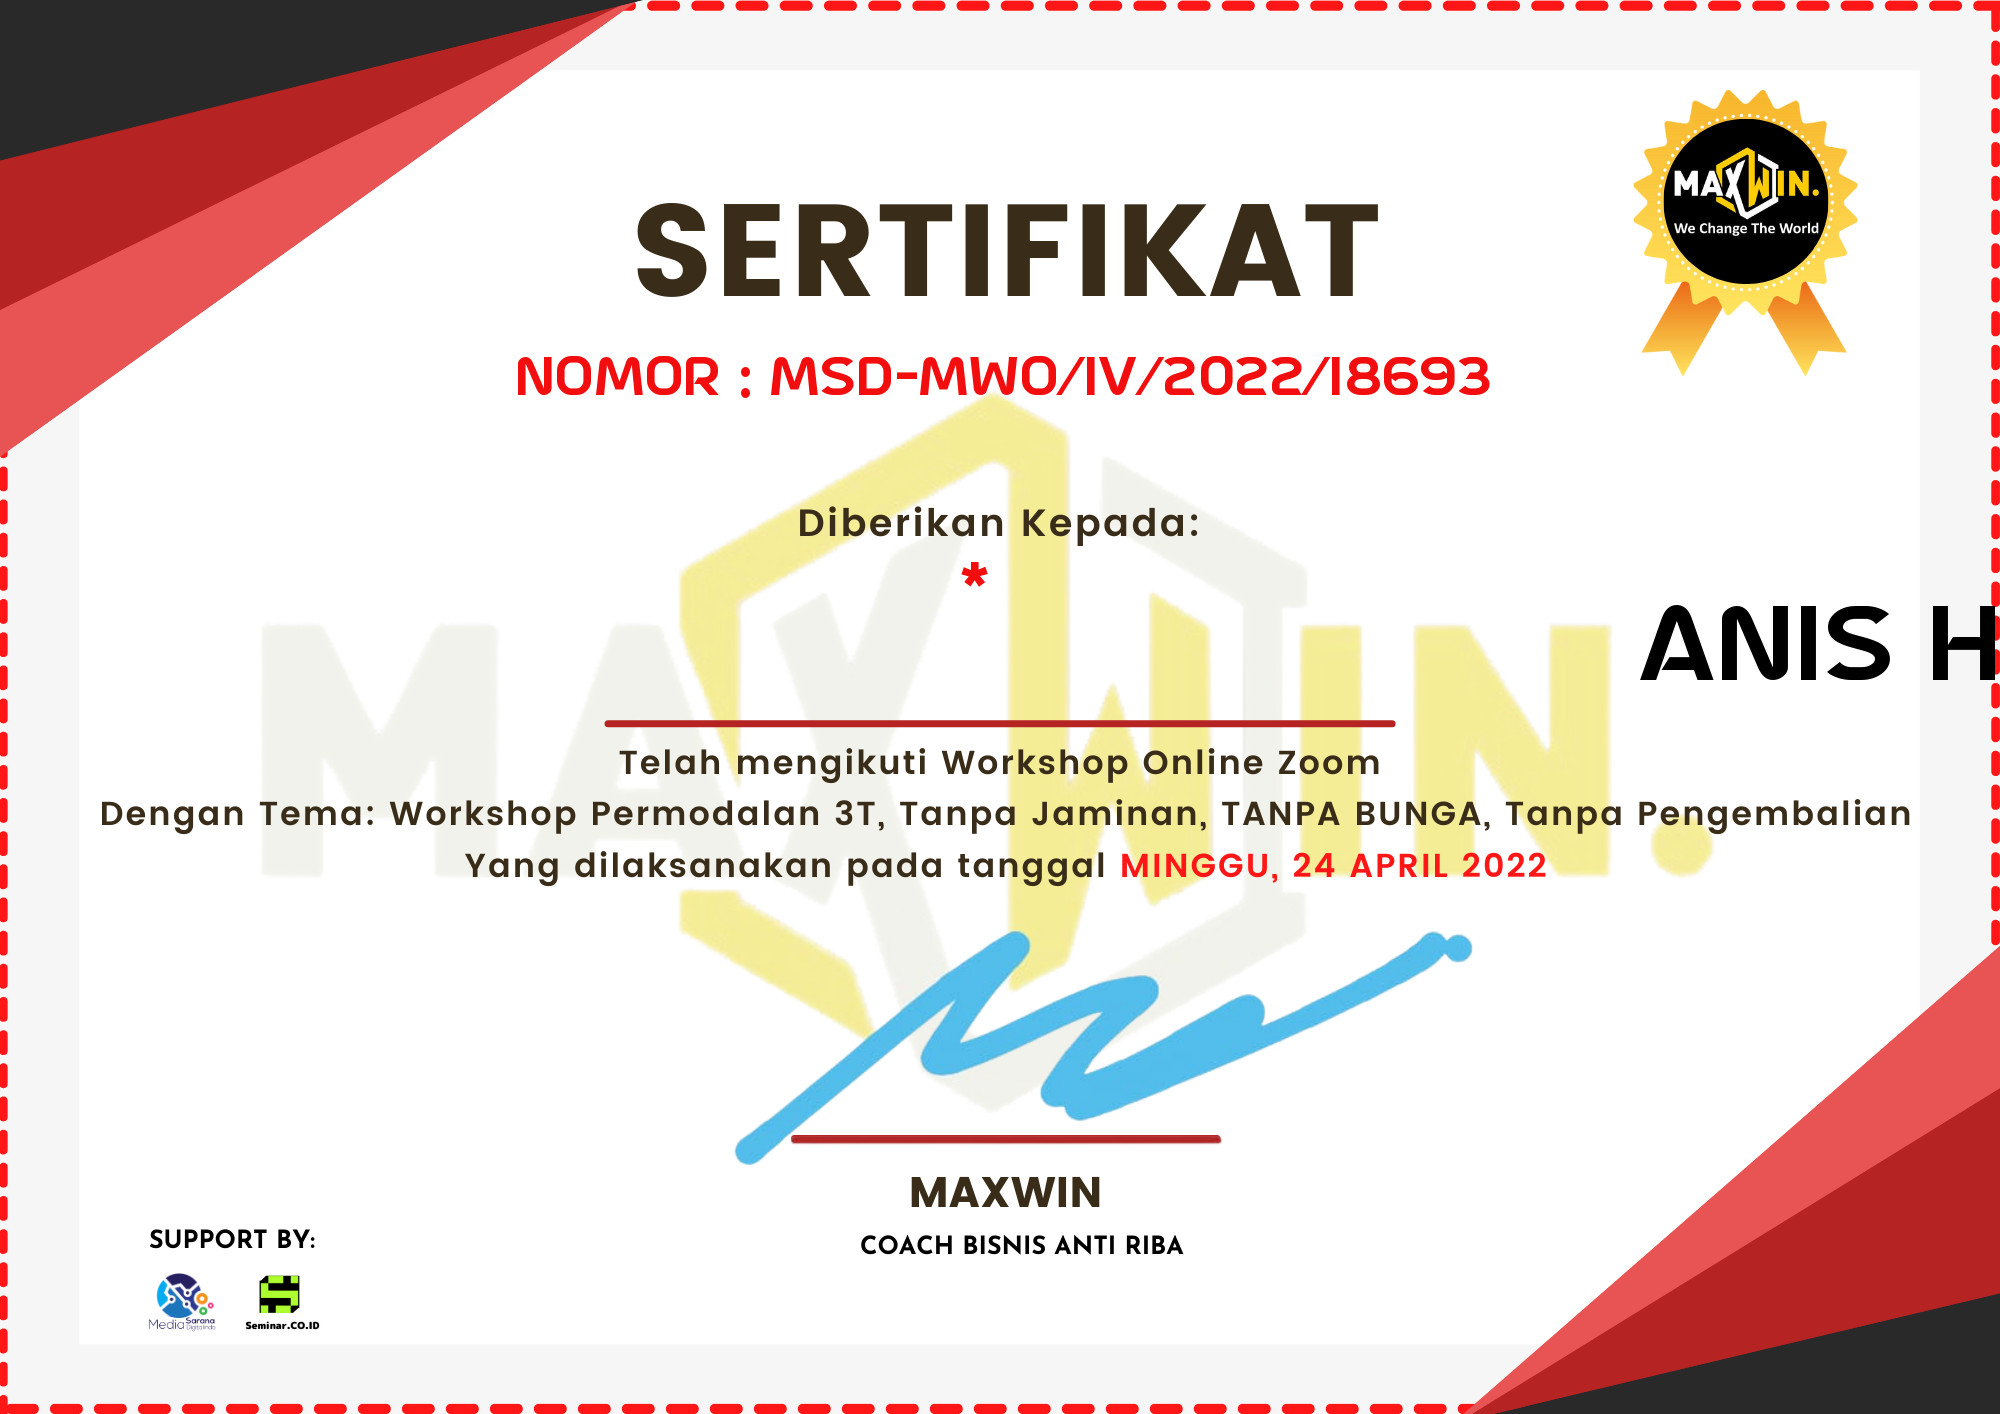 MAXWIN.
We Change The World
SERTIFIKAT
NOMOR : MSD-MWO/IV/2022/18693
Diberikan Kepada:
*
ANIS H
MAXWIN.
Telah mengikuti Workshop Online Zoom
Dengan Tema: Workshop Permodalan 3T, Tanpa Jaminan, TANPA BUNGA, Tanpa Pengembalian
Yang dilaksanakan pada tanggal MINGGU, 24 APRIL 2022
MAXWIN
COACH BISNIS ANTI RIBA
SUPPORT BY:
Media Sarana Digitalindo
Seminar.CO.ID